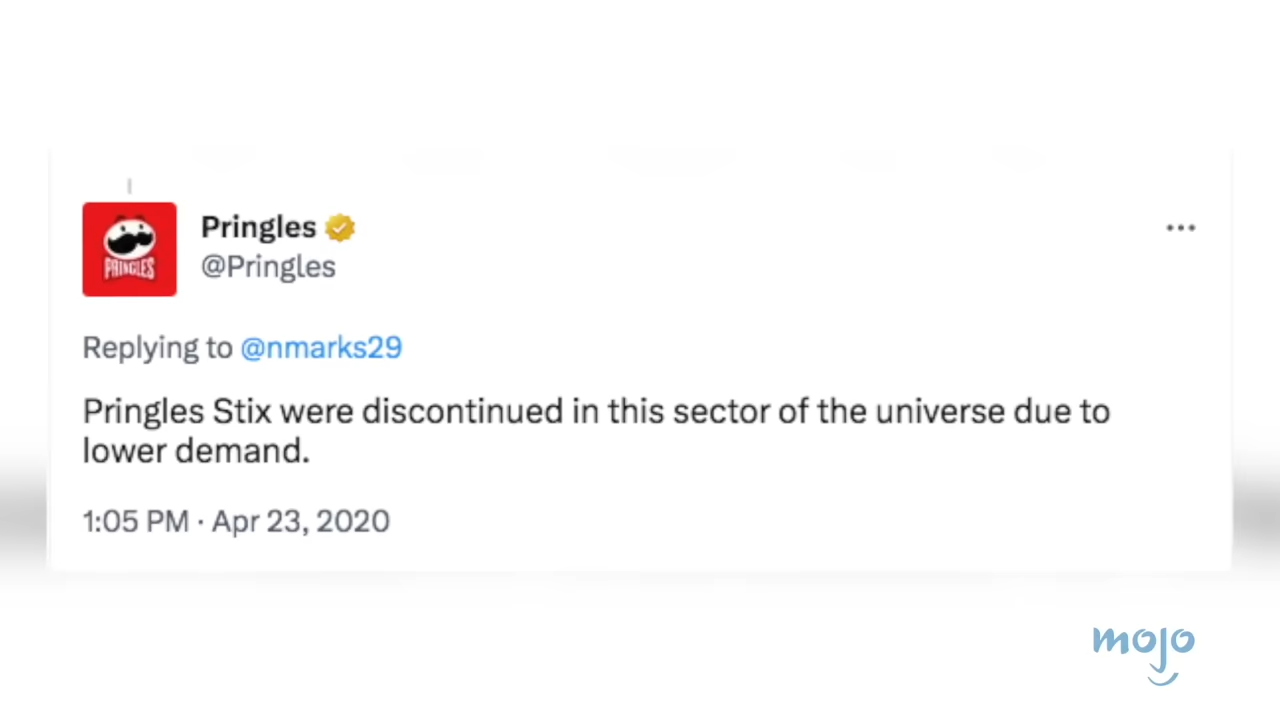 PRINGLES
Pringles
@Pringles
Replying to @nmarks29
Pringles Stix were discontinued in this sector of the universe due to
lower demand.
1:05 PM · Apr 23, 2020
mojo